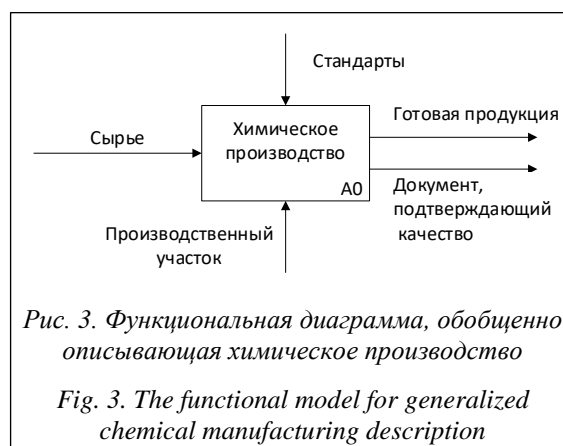 Стандарты
Готовая продукция
Сырье
Химическое
производство
A0
Документ,
подтверждающий
качество
Производственный
участок
Рис. 3. Функциональная диаграмма, обобщенно
описывающая химическое производство
Fig. 3. The functional model for generalized
chemical manufacturing description